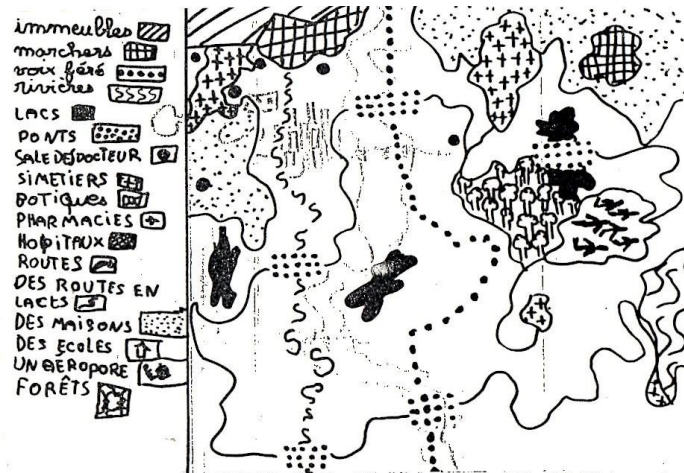 immeubles
marchers
voix féré
rivières
LACS
PONTS
SALE DES DOCTEUR
SIMETIERS
BOTIQUES
PHARMACIES
HOPITAUX
ROUTES
DES ROUTES EN
LACTS
DES MAISONS
DES ECOLES
UN AEROPORE
FORÊTS